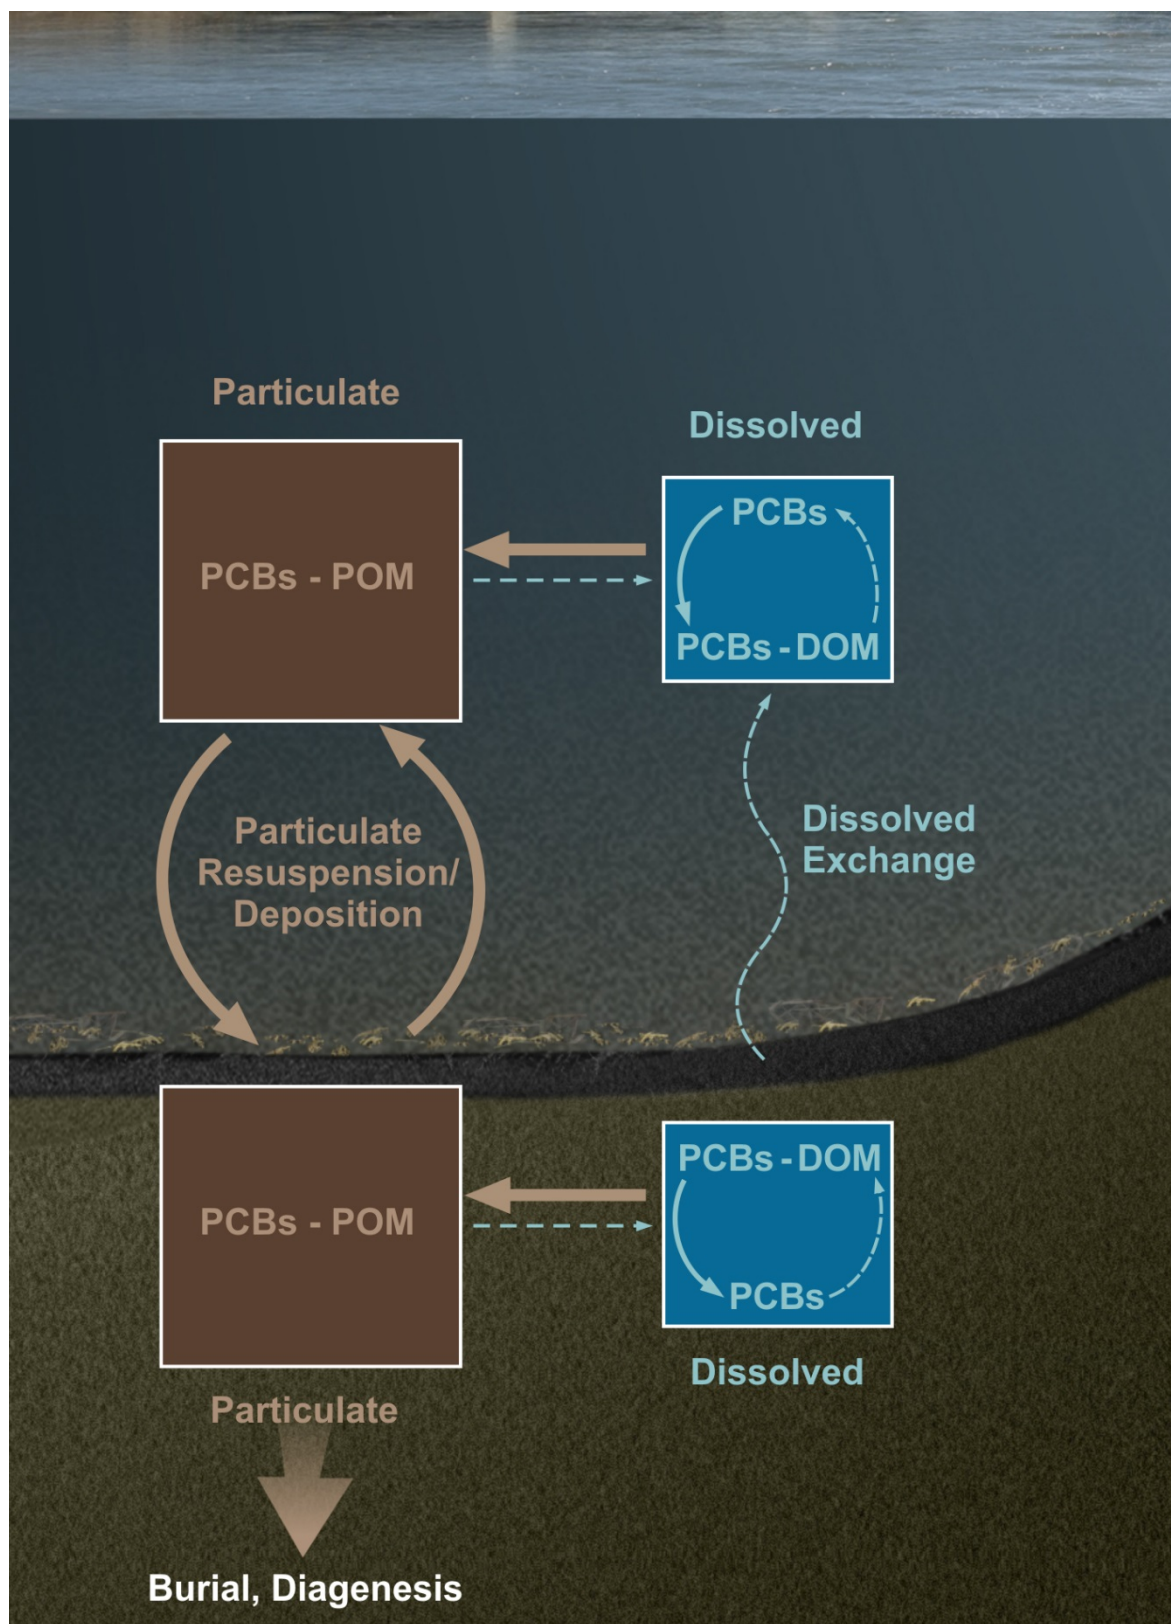 Particulate
Dissolved
PCBs
PCBs - POM
PCBs - DOM
Particulate
Resuspension/
Deposition
Dissolved
Exchange
PCBs - DOM
PCBs - POM
PCBs
Dissolved
Particulate
Burial, Diagenesis